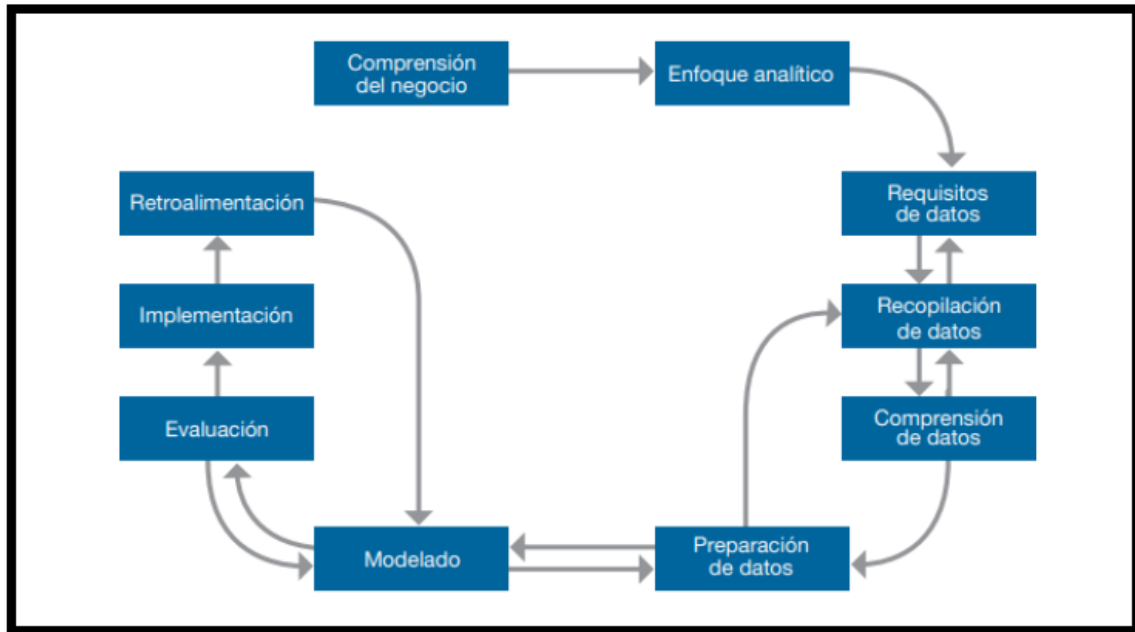 Comprensión
del negocio
Enfoque analítico
Requisitos
de datos
Recopilación
de datos
Comprensión
de datos
Preparación
de datos
Modelado
Evaluación
Implementación
Retroalimentación